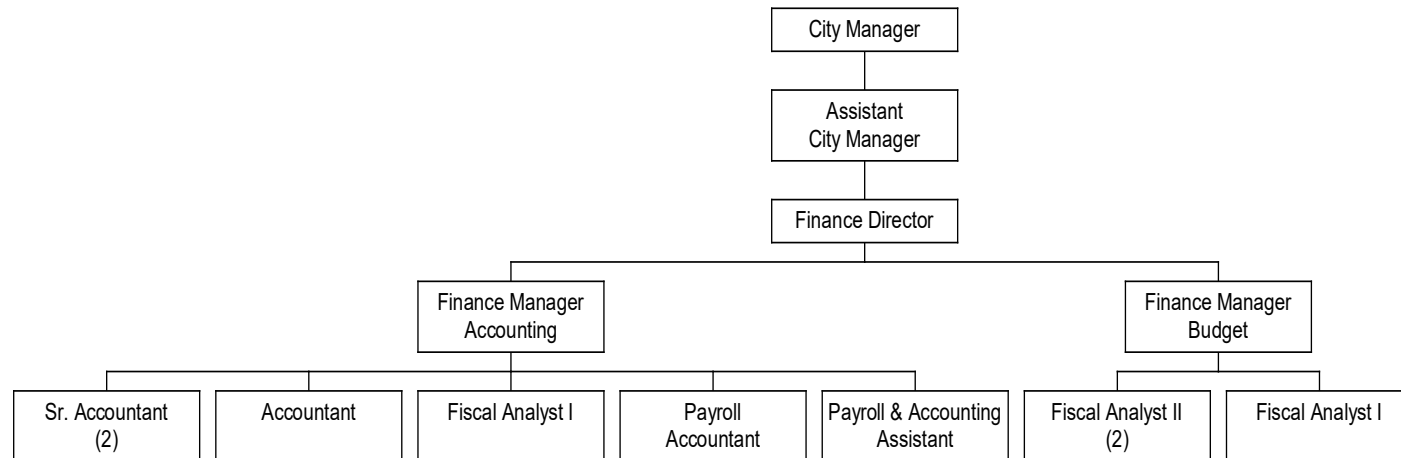 City Manager
Assistant
City Manager
Finance Director
Finance Manager
Accounting
Finance Manager
Budget
Sr. Accountant
(2)
Accountant
Fiscal Analyst I
Payroll
Accountant
Payroll & Accounting
Assistant
Fiscal Analyst II
(2)
Fiscal Analyst I